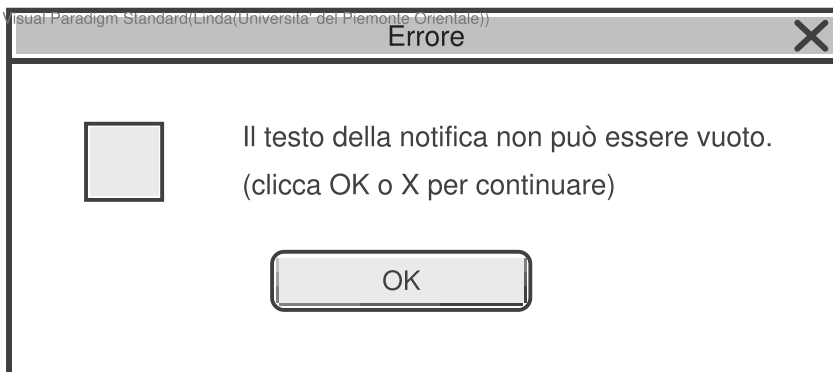 Visual Paradigm Standard(Linda(Universita' del Piemonte Orientale))
Errore
Il testo della notifica non può essere vuoto.
(clicca OK o X per continuare)
OK